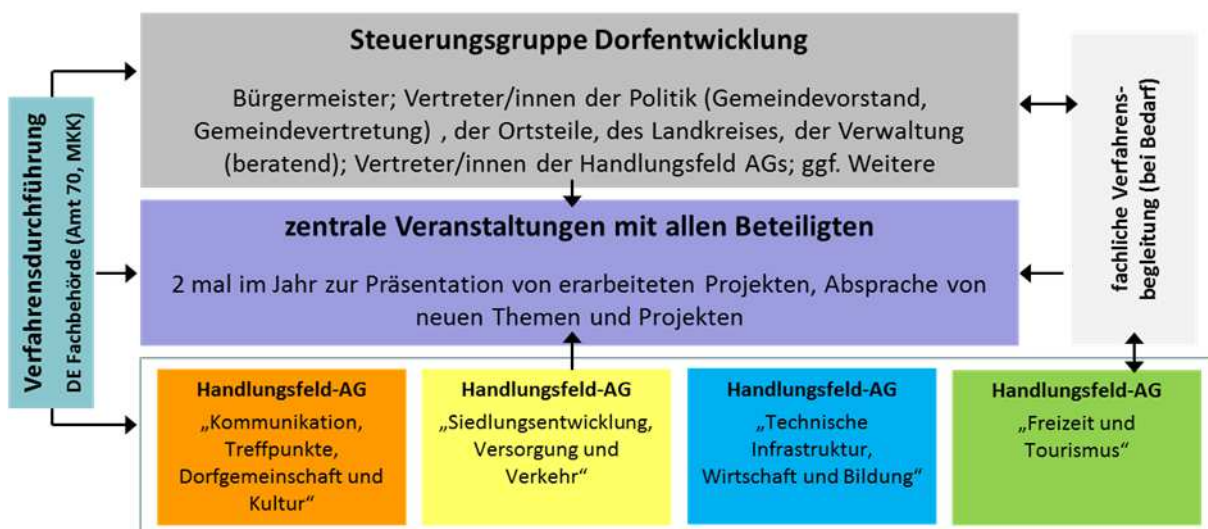 Steuerungsgruppe Dorfentwicklung
Bürgermeister; Vertreter/innen der Politik (Gemeindevorstand,
Gemeindevertretung) , der Ortsteile, des Landkreises, der Verwaltung
(beratend); Vertreter/innen der Handlungsfeld AGs; ggf. Weitere
Verfahrensdurchführung
DE Fachbehörde (Amt 70, MKK)
fachliche Verfahrens-
begleitung (bei Bedarf)
zentrale Veranstaltungen mit allen Beteiligten
2 mal im Jahr zur Präsentation von erarbeiteten Projekten, Absprache von
neuen Themen und Projekten
Handlungsfeld-AG
„Kommunikation,
Treffpunkte,
Dorfgemeinschaft und
Kultur“
Handlungsfeld-AG
„Siedlungsentwicklung,
Versorgung und
Verkehr“
Handlungsfeld-AG
„Technische
Infrastruktur,
Wirtschaft und Bildung“
Handlungsfeld-AG
„Freizeit und
Tourismus“